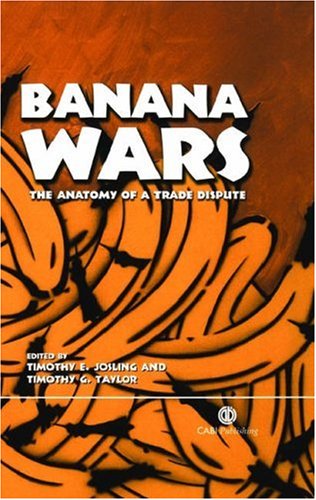 BANANA
WARS
THE ANATOMY OF A TRADE DISPUTE
EDITED BY
TIMOTHY E. JOSLING AND
TIMOTHY G. TAYLOR
CABI Publishing